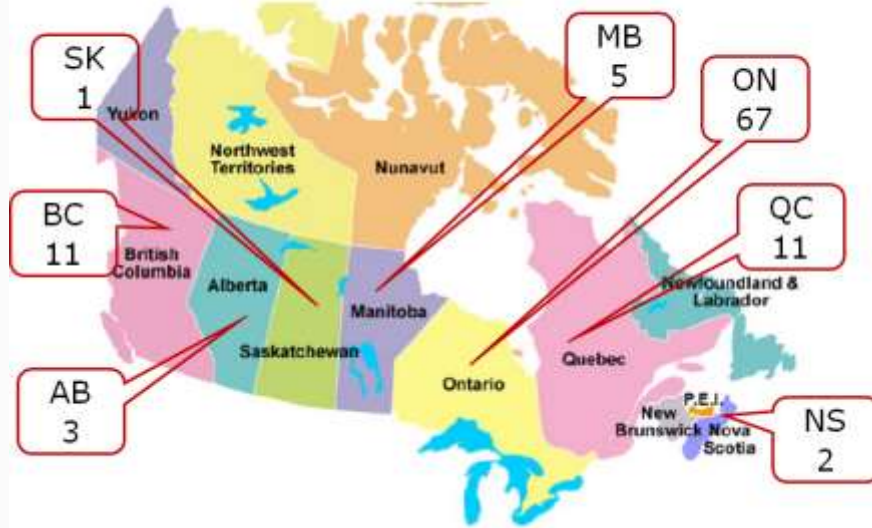 SK
1
MB
5
ON
67
Yukon
Northwest
Territories
Nunavut
BC
11
QC
11
British
Columbia
Alberta
Manitoba
Newfoundland &
Labrador
Saskatchewan
Quebec
Ontario
AB
3
P.E.I.
New
Brunswick
Nova
Scotia
NS
2